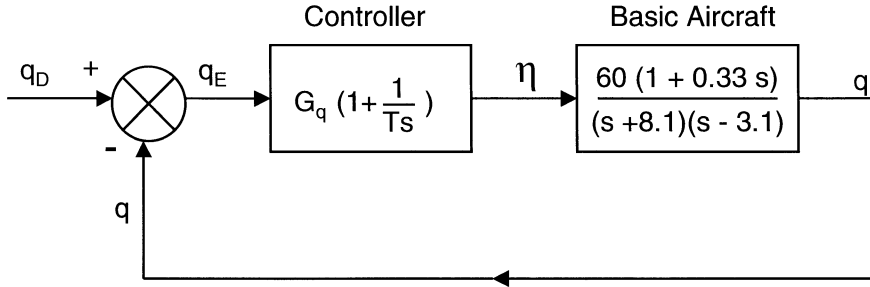 Controller
Basic Aircraft
q_D
+
q_E
G_q (1+ 1/Ts )
η
60 (1 + 0.33 s)
(s +8.1)(s - 3.1)
q
-
q